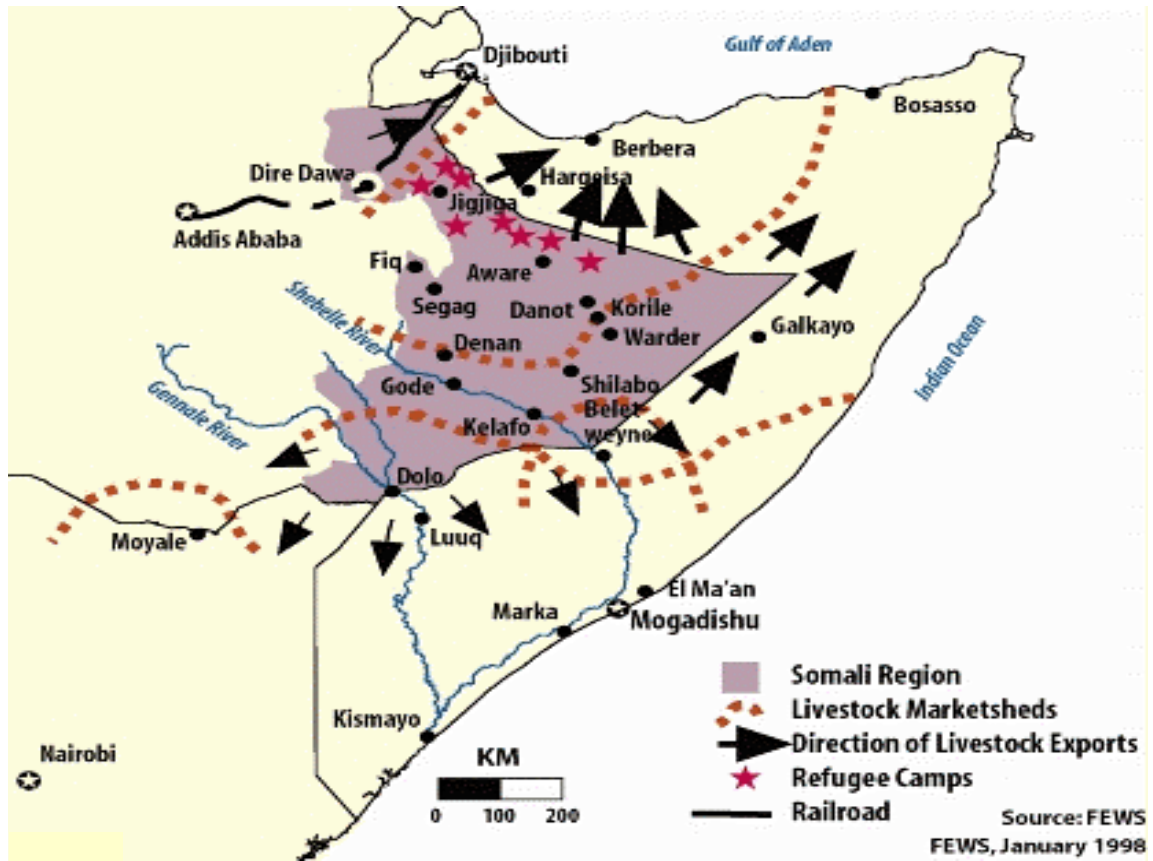 Gulf of Aden
Djibouti
Bosasso
Berbera
Dire Dawa
Hargeisa
Jigjiga
Addis Ababa
Fiq
Aware
Segag
Shebelle River
Danot
Korile
Galkayo
Warder
Denan
Indian Ocean
Gode
Shilabo
Gennale River
Kelafo
Belet
weyne
Dolo
Moyale
Luuq
El Ma'an
Marka
Mogadishu
Somali Region
Livestock Marketsheds
Kismayo
Direction of Livestock Exports
Nairobi
KM
Refugee Camps
0 100 200
Railroad
Source: FEWS
FEWS, January 1998